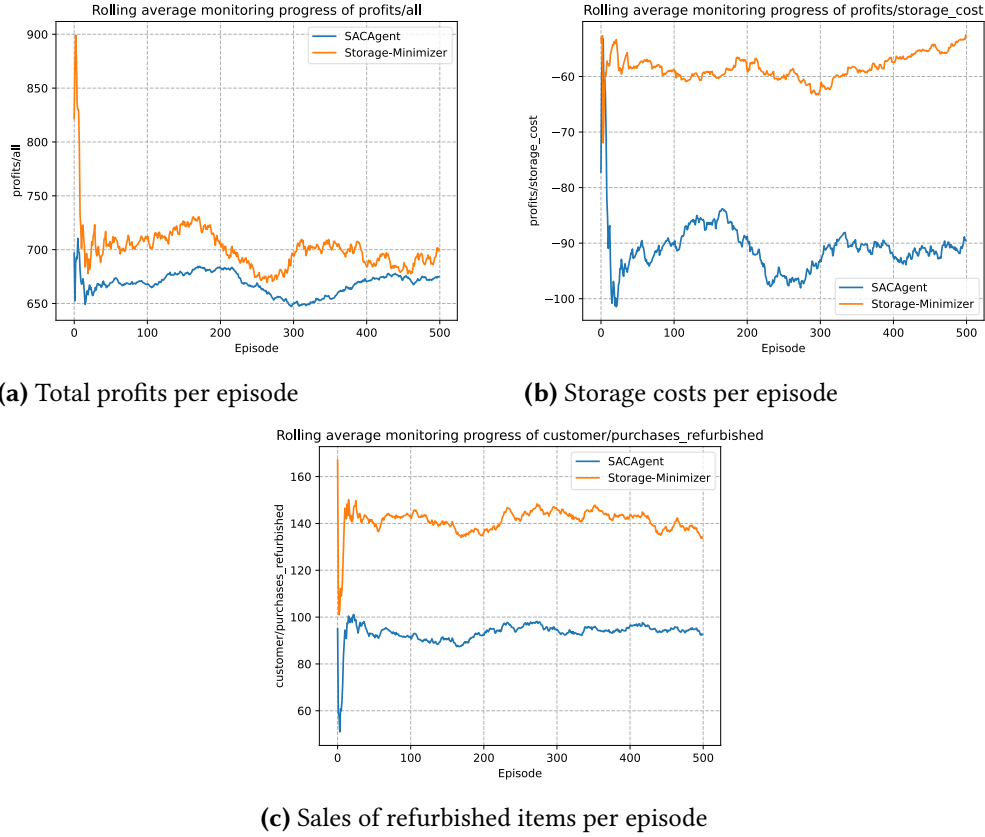 Rolling average monitoring progress of profits/all
900
850
800
750
700
650
profits/all
SACAgent
Storage-Minimizer
0 100 200 300 400 500
Episode
(a) Total profits per episode
Rolling average monitoring progress of profits/storage_cost
−60
−70
−80
−90
−100
profits/storage_cost
SACAgent
Storage-Minimizer
0 100 200 300 400 500
Episode
(b) Storage costs per episode
Rolling average monitoring progress of customer/purchases_refurbished
160
140
120
100
80
60
customer/purchases_refurbished
SACAgent
Storage-Minimizer
0 100 200 300 400 500
Episode
(c) Sales of refurbished items per episode